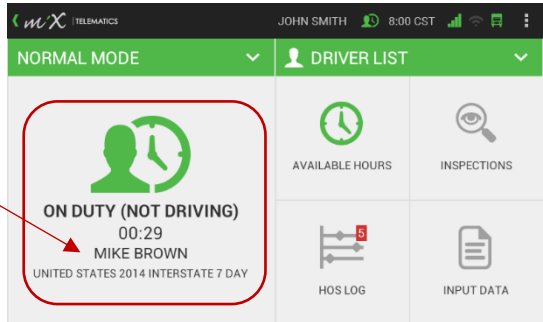 mix TELEMATICS JOHN SMITH 8:00 CST
NORMAL MODE DRIVER LIST
ON DUTY (NOT DRIVING)
00:29
MIKE BROWN
UNITED STATES 2014 INTERSTATE 7 DAY
AVAILABLE HOURS INSPECTIONS
5
HOS LOG INPUT DATA